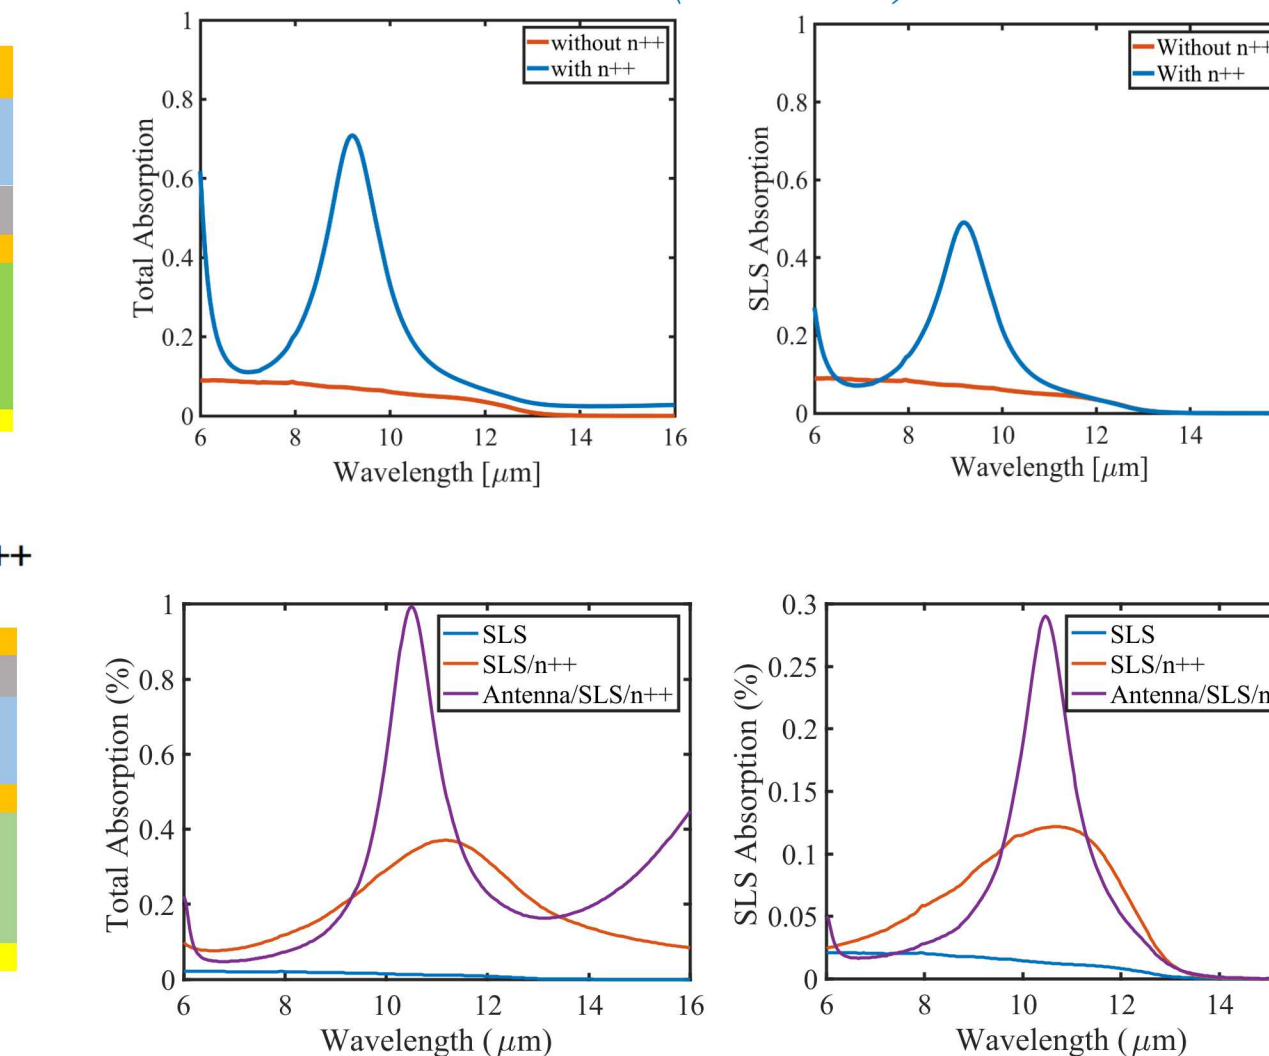 1
0.8
0.6
0.4
0.2
0
6
8
10
12
14
16
Total Absorption
Wavelength [μm]
without n++
with n++
1
0.8
0.6
0.4
0.2
0
6
8
10
12
14
SLS Absorption
Wavelength [μm]
Without n++
With n++
++
1
0.8
0.6
0.4
0.2
0
6
8
10
12
14
16
Total Absorption (%)
Wavelength (μm)
SLS
SLS/n++
Antenna/SLS/n++
0.3
0.25
0.2
0.15
0.1
0.05
0
6
8
10
12
14
SLS Absorption (%)
Wavelength (μm)
SLS
SLS/n++
Antenna/SLS/n